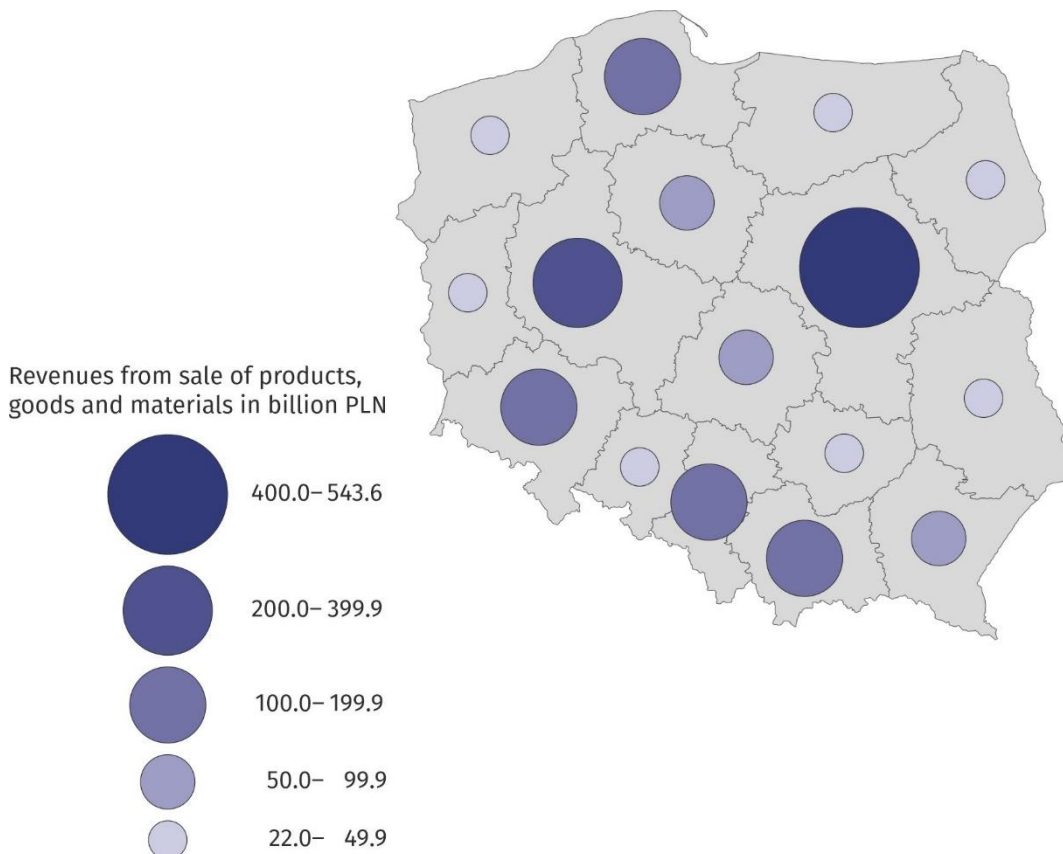 Revenues from sale of products,
goods and materials in billion PLN
400.0– 543.6
200.0– 399.9
100.0– 199.9
50.0– 99.9
22.0– 49.9